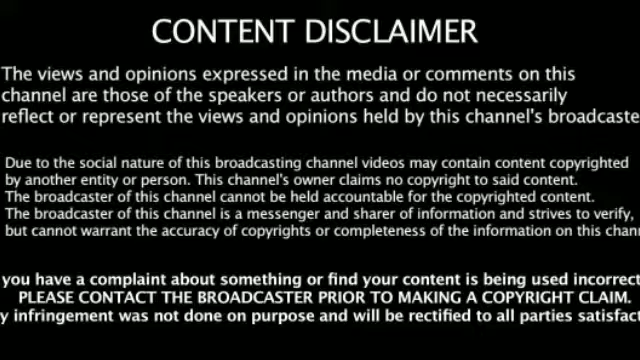 CONTENT DISCLAIMER
The views and opinions expressed in the media or comments on this
channel are those of the speakers or authors and do not necessarily
reflect or represent the views and opinions held by this channel's
Due to the social nature of this broadcasting channel videos may contain content copyrighted
by another entity or person. This channel's owner claims no copyright to said content.
The broadcaster of this channel cannot be held accountable for the copyrighted content.
The broadcaster of this channel is a messenger and sharer of information and strives to verify,
but cannot warrant the accuracy of copyrights or completeness of the information on this
you have a complaint about something or find your content is being used
PLEASE CONTACT THE BROADCASTER PRIOR TO MAKING A COPYRIGHT CLAIM.
infringement was not done on purpose and will be rectified to all parties